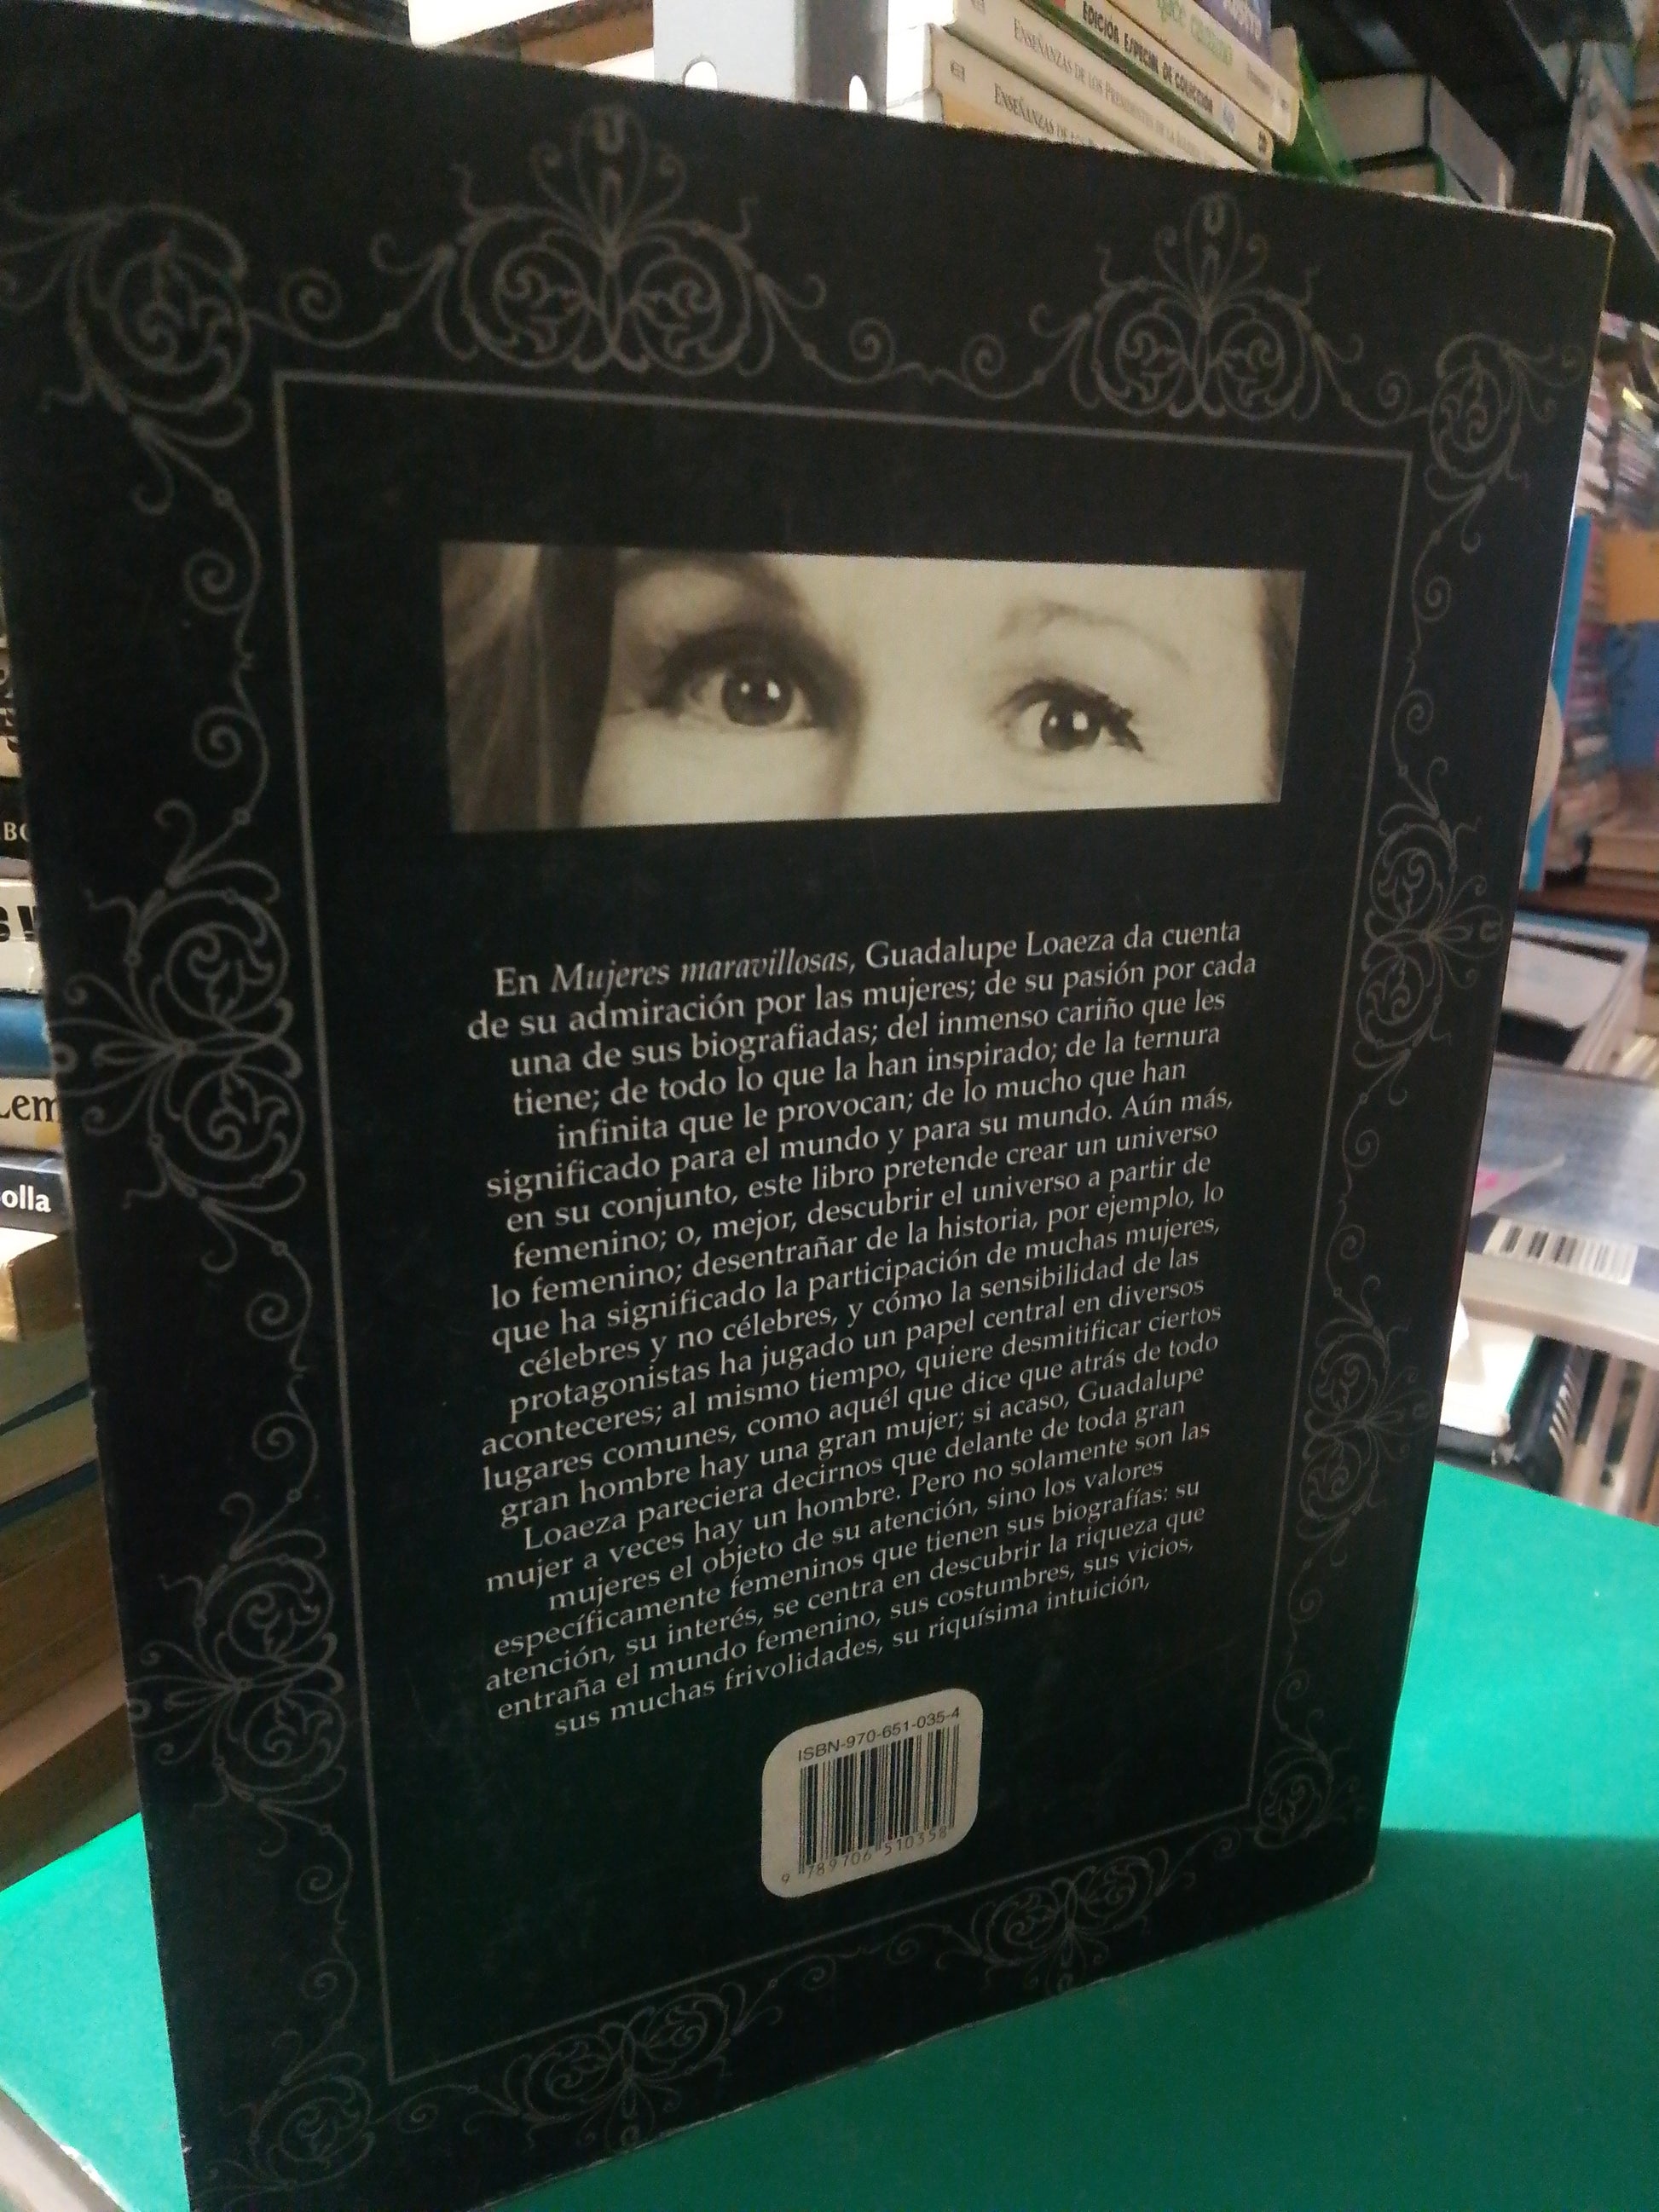 EDICIÓN ESPECIAL DE COLECCIÓN
ENSEÑANZAS DE LOS PRESIDENTES DE LA IGLESIA
ENSEÑANZAS DE LOS
En Mujeres maravillosas, Guadalupe Loaeza da cuenta
de su admiración por las mujeres; de su pasión por cada
una de sus biografiadas; del inmenso cariño que les
tiene; de todo lo que la han inspirado; de la ternura
infinita que le provocan; de lo mucho que han
significado para el mundo y para su mundo. Aún más,
en su conjunto, este libro pretende crear un universo
femenino; o, mejor, descubrir el universo a partir de
lo femenino; desentrañar de la historia, por ejemplo, lo
que ha significado la participación de muchas mujeres,
célebres y no célebres, y cómo la sensibilidad de las
protagonistas ha jugado un papel central en diversos
aconteceres; al mismo tiempo, quiere desmitificar ciertos
lugares comunes, como aquél que dice que atrás de todo
gran hombre hay una gran mujer; si acaso, Guadalupe
Loaeza pareciera decirnos que delante de toda gran
mujer a veces hay un hombre. Pero no solamente son las
mujeres el objeto de su atención, sino los valores
específicamente femeninos que tienen sus biografías: su
atención, su interés, se centra en descubrir la riqueza que
entraña el mundo femenino, sus costumbres, sus vicios,
sus muchas frivolidades, su riquísima intuición,
ISBN-970-651-035-4
9 789706 510358
Lem
olla